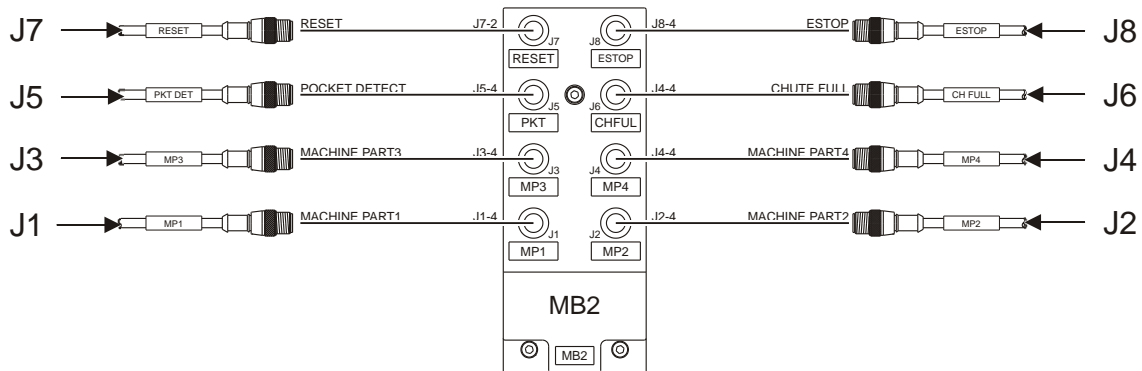 J7 RESET RESET J7-2 J7 J8 J8-4 ESTOP ESTOP J8
RESET ESTOP
J5 PKT DET POCKET DETECT J5-4 J5 J6 J4-4 CHUTE FULL CH FULL J6
PKT CHFUL
J3 MP3 MACHINE PART3 J3-4 J3 J4 J4-4 MACHINE PART4 MP4 J4
MP3 MP4
J1 MP1 MACHINE PART1 J1-4 J1 J2 J2-4 MACHINE PART2 MP2 J2
MP1 MP2
MB2
MB2